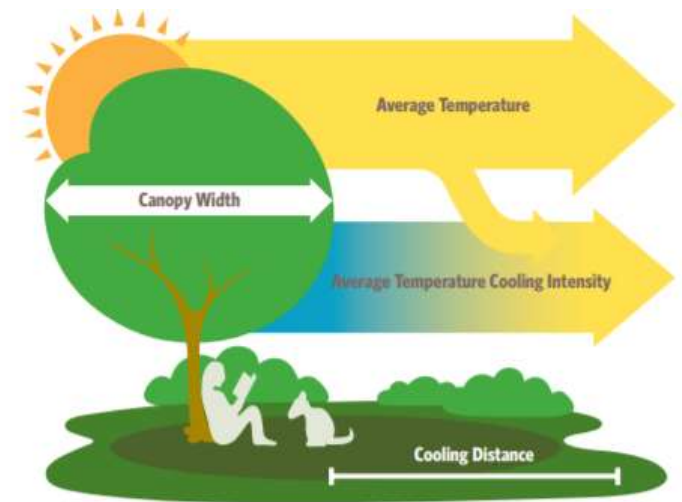 Average Temperature
Canopy Width
Average Temperature Cooling Intensity
Cooling Distance